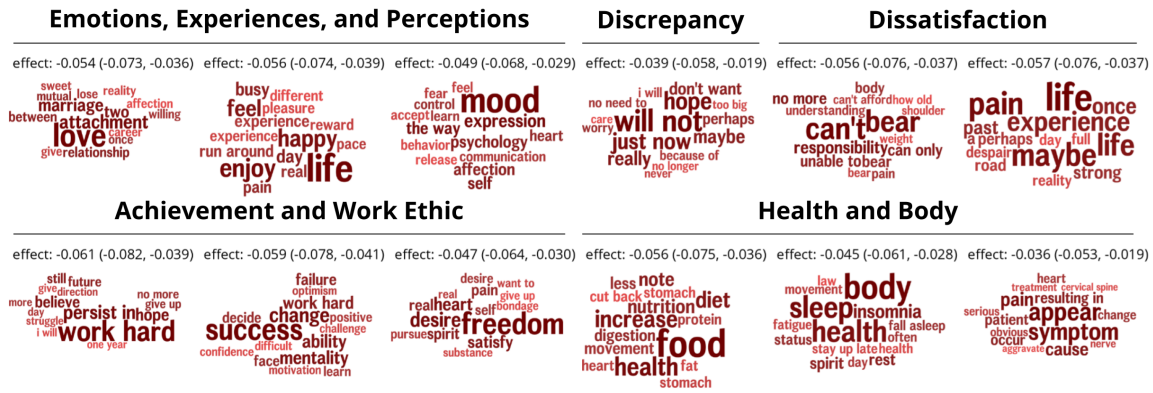 Emotions, Experiences, and Perceptions
Discrepancy
Dissatisfaction
effect: -0.054 (-0.073, -0.036)
effect: -0.056 (-0.074, -0.039)
effect: -0.049 (-0.068, -0.029)
effect: -0.039 (-0.058, -0.019)
effect: -0.056 (-0.076, -0.037)
effect: -0.057 (-0.076, -0.037)
sweet
mutual lose reality
marriage two affection
between attachment willing
love career
once
give relationship
busy different
feel pleasure
experience reward
experience happy pace
run around day
enjoy real life
pain
feel
fear mood
control
accept learn expression
the way heart
behavior psychology
release communication
affection
self
don't want
i will hope too big
no need to
care will not perhaps
worry
just now maybe
really because of
no longer
never
body
no more can't afford how old
understanding shoulder
can't bear
weight
responsibility can only
unable to bear
bear pain
pain life once
past experience
a perhaps day full
despair maybe life
road strong
reality
Achievement and Work Ethic
Health and Body
effect: -0.061 (-0.082, -0.039)
effect: -0.059 (-0.078, -0.041)
effect: -0.047 (-0.064, -0.030)
effect: -0.056 (-0.075, -0.036)
effect: -0.045 (-0.061, -0.028)
effect: -0.036 (-0.053, -0.019)
still future
give direction no more
more believe give up
day persist in hope
struggle
i will work hard
one year
failure
optimism
work hard
decide change positive
success challenge
difficult ability
confidence
face mentality
motivation learn
desire want to
pain
real give up
real heart self bondage
desire freedom
pursue spirit satisfy
substance
less note
cut back stomach
nutrition diet
increase protein
digestion food
movement
heart health fat
stomach
law body
movement
sleep insomnia
fatigue health fall asleep
status often
stay up late health
spirit day rest
heart
treatment cervical spine
pain resulting in
serious appear change
patient
obvious symptom
occur nerve
aggravate cause